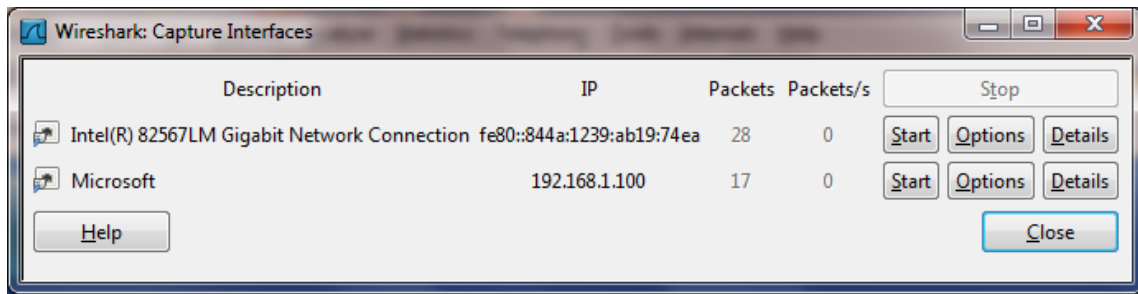 Wireshark: Capture Interfaces
Description IP Packets Packets/s Stop
Intel(R) 82567LM Gigabit Network Connection fe80::844a:1239:ab19:74ea 28 0 Start Options Details
Microsoft 192.168.1.100 17 0 Start Options Details
Help Close